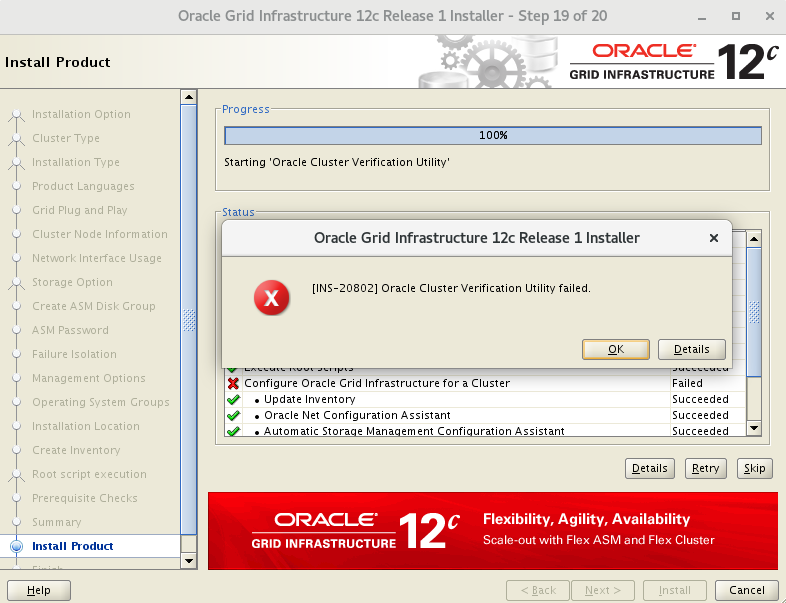 Oracle Grid Infrastructure 12c Release 1 Installer - Step 19 of 20
Install Product
ORACLE
GRID INFRASTRUCTURE
12c
Installation Option
Cluster Type
Installation Type
Product Languages
Grid Plug and Play
Cluster Node Information
Network Interface Usage
Storage Option
Create ASM Disk Group
ASM Password
Failure Isolation
Management Options
Operating System Groups
Installation Location
Create Inventory
Root script execution
Prerequisite Checks
Summary
Install Product
Finish
Progress
100%
Starting 'Oracle Cluster Verification Utility'
Status
Oracle Grid Infrastructure 12c Release 1 Installer
[INS-20802] Oracle Cluster Verification Utility failed.
OK
Details
Execute Root Scripts Succeeded
Configure Oracle Grid Infrastructure for a Cluster Failed
• Update Inventory Succeeded
• Oracle Net Configuration Assistant Succeeded
• Automatic Storage Management Configuration Assistant Succeeded
Details
Retry
Skip
ORACLE
GRID INFRASTRUCTURE
12c
Flexibility, Agility, Availability
Scale-out with Flex ASM and Flex Cluster
Help
< Back
Next >
Install
Cancel